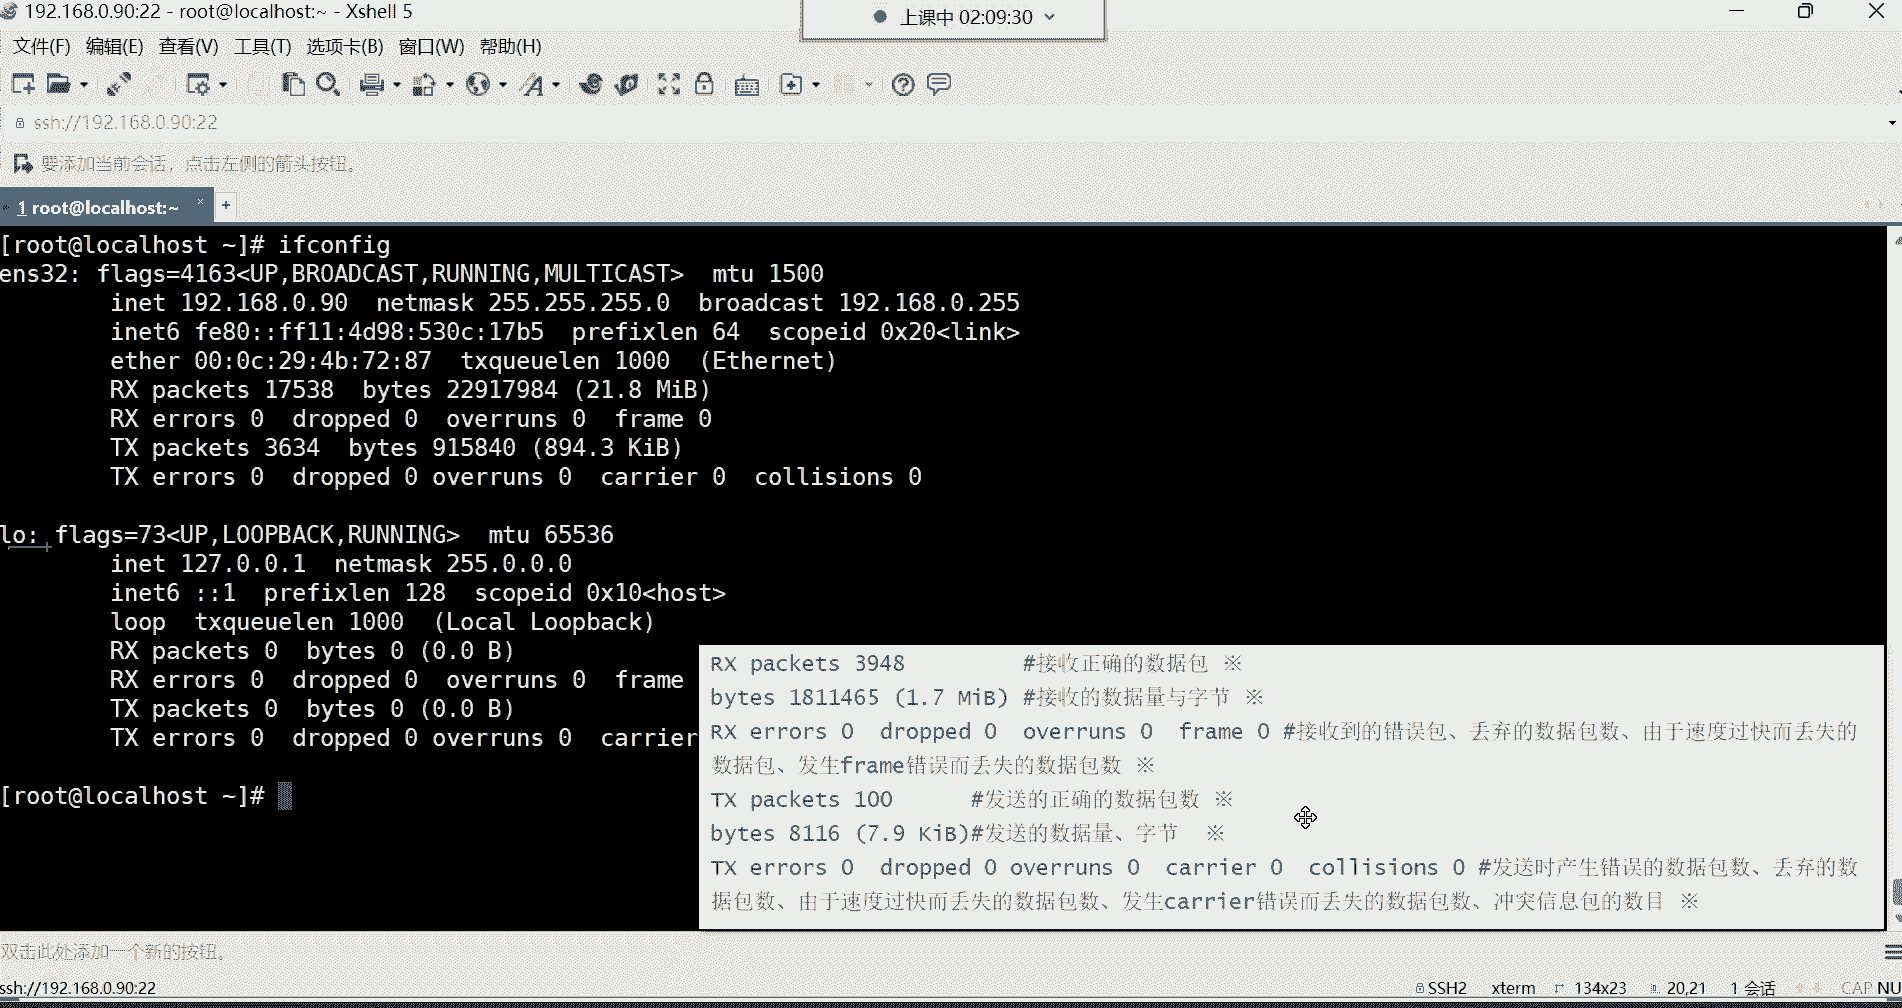 192.168.0.90:22 - root@localhost:~ - Xshell 5
上课中 02:09:30
文件(F) 编辑(E) 查看(V) 工具(T) 选项卡(B) 窗口(W) 帮助(H)
ssh://192.168.0.90:22
要添加当前会话，点击左侧的箭头按钮。
1 root@localhost:~ × +
[root@localhost ~]# ifconfig
ens32: flags=4163<UP,BROADCAST,RUNNING,MULTICAST>  mtu 1500
inet 192.168.0.90  netmask 255.255.255.0  broadcast 192.168.0.255
inet6 fe80::ff11:4d98:530c:17b5  prefixlen 64  scopeid 0x20<link>
ether 00:0c:29:4b:72:87  txqueuelen 1000  (Ethernet)
RX packets 17538  bytes 22917984 (21.8 MiB)
RX errors 0  dropped 0  overruns 0  frame 0
TX packets 3634  bytes 915840 (894.3 KiB)
TX errors 0  dropped 0 overruns 0  carrier 0  collisions 0
lo: flags=73<UP,LOOPBACK,RUNNING>  mtu 65536
inet 127.0.0.1  netmask 255.0.0.0
inet6 ::1  prefixlen 128  scopeid 0x10<host>
loop  txqueuelen 1000  (Local Loopback)
RX packets 0  bytes 0 (0.0 B)
RX errors 0  dropped 0  overruns 0  frame
TX packets 0  bytes 0 (0.0 B)
TX errors 0  dropped 0 overruns 0  carrier
[root@localhost ~]#
RX packets 3948 #接收正确的数据包 ※
bytes 1811465 (1.7 MiB) #接收的数据量与字节 ※
RX errors 0  dropped 0  overruns 0  frame 0 #接收到的错误包、丢弃的数据包数、由于速度过快而丢失的
数据包、发生frame错误而丢失的数据包数 ※
TX packets 100 #发送的正确的数据包数 ※
bytes 8116 (7.9 KiB)#发送的数据量、字节 ※
TX errors 0  dropped 0 overruns 0  carrier 0  collisions 0 #发送时产生错误的数据包数、丢弃的数
据包数、由于速度过快而丢失的数据包数、发生carrier错误而丢失的数据包数、冲突信息包的数目 ※
双击此处添加一个新的按钮。
ssh://192.168.0.90:22 SSH2 xterm 134x23 20,21 1 会话 CAP NU